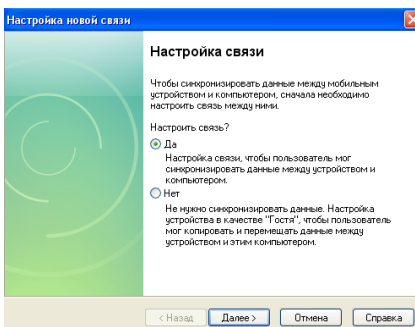 Настройка новой связи
Настройка связи
Чтобы синхронизировать данные между мобильным
устройством и компьютером, сначала необходимо
настроить связь между ними.
Настроить связь?
Да
Настройка связи, чтобы пользователь мог
синхронизировать данные между устройством и
компьютером.
Нет
Не нужно синхронизировать данные. Настройка
устройства в качестве "Гостя", чтобы пользователь
мог копировать и перемещать данные между
устройством и этим компьютером.
< Назад Далее > Отмена Справка